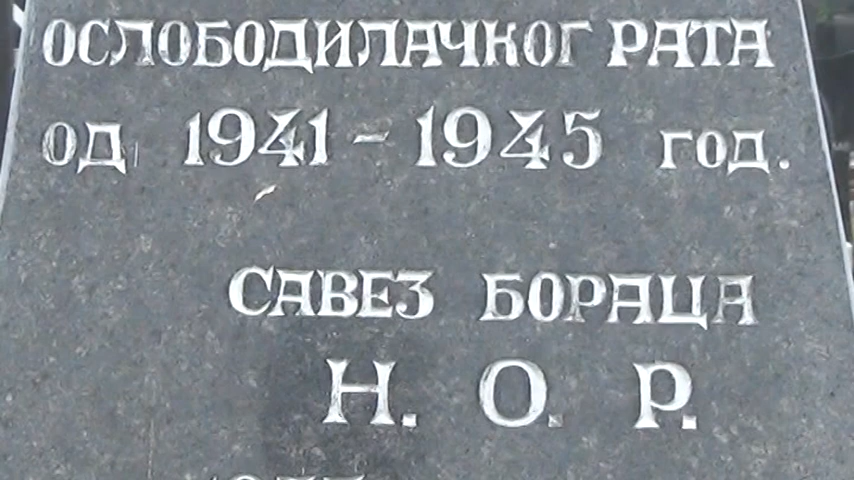 ОСЛОБОДИЛАЧКОГ РАТА
ОД 1941 - 1945 ГОД.
САВЕЗ БОРАЦА
Н. О. Р.